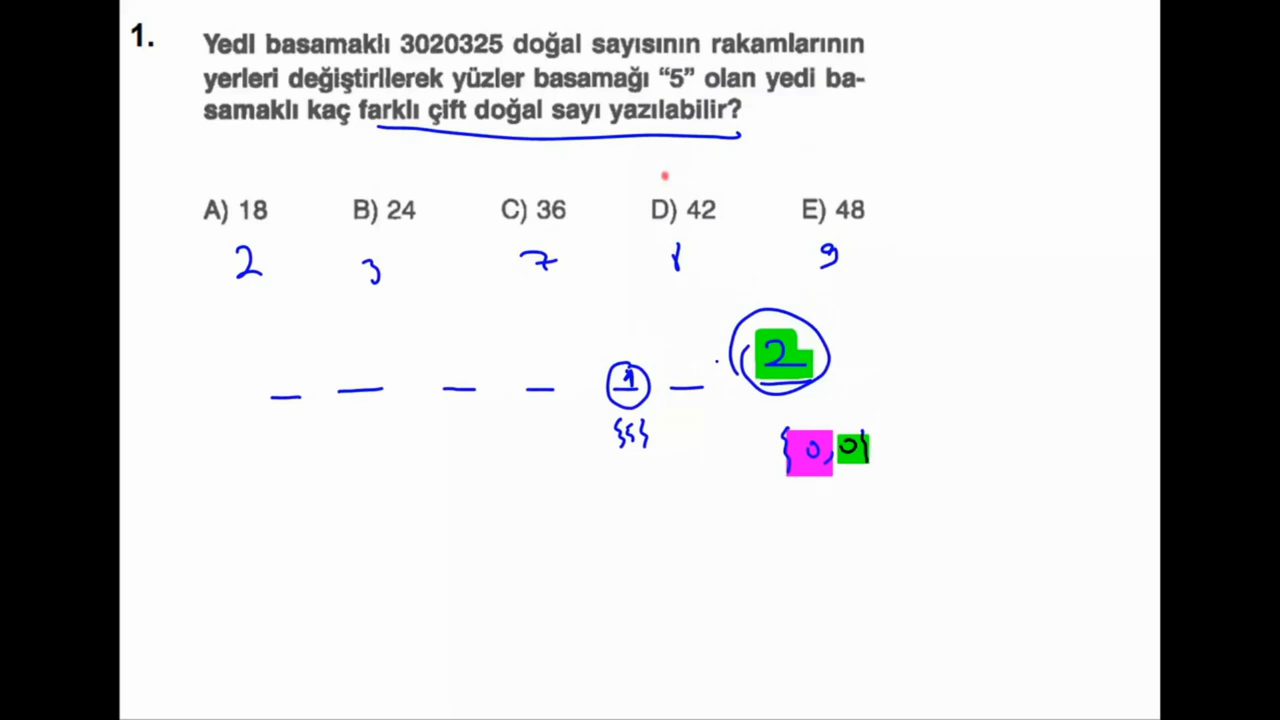 1. Yedi basamaklı 3020325 doğal sayısının rakamlarının
yerleri değiştirilerek yüzler basamağı “5” olan yedi ba-
samaklı kaç farklı çift doğal sayı yazılabilir?
A) 18 B) 24 C) 36 D) 42 E) 48
2 3 7 9
2
1
{5} {0,0}